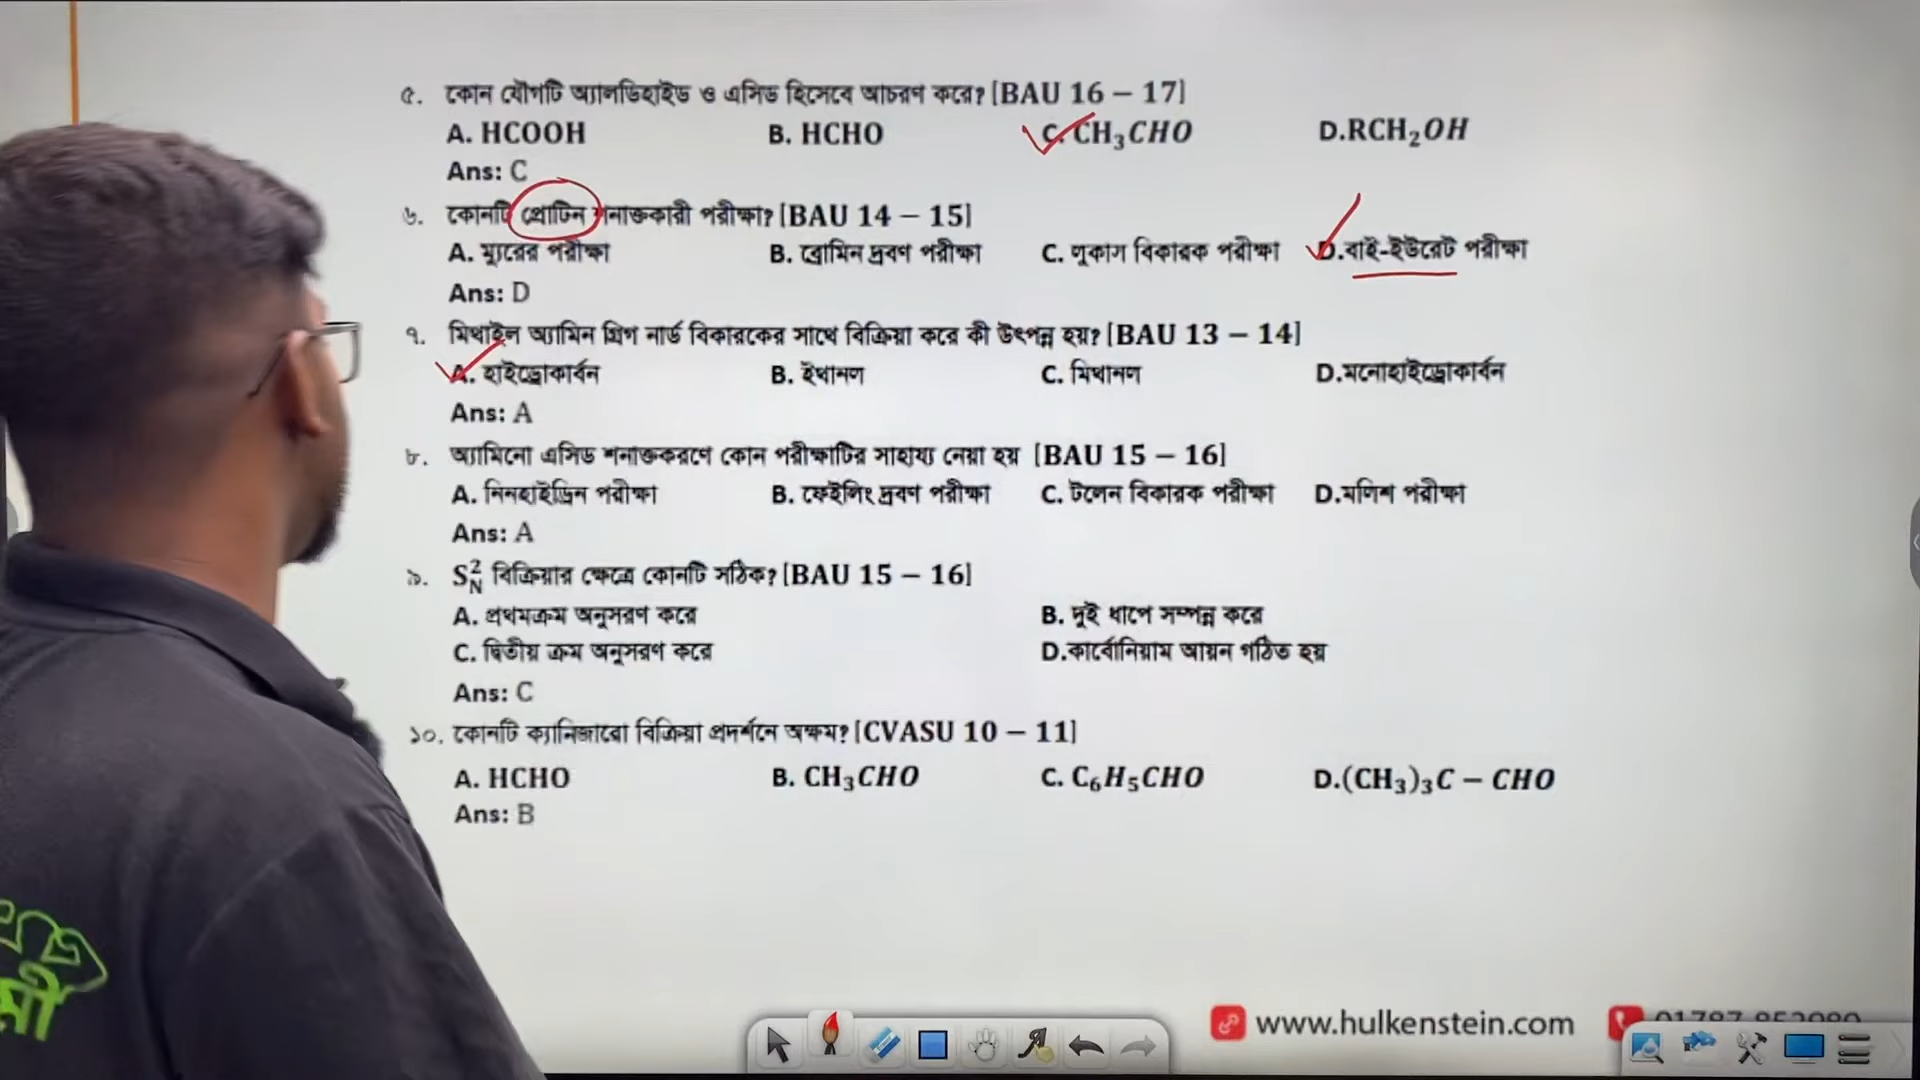 ৫. কোন যৌগটি অ্যালডিহাইড ও এসিড হিসেবে আচরণ করে? [BAU 16 – 17]
A. HCOOH B. HCHO C. CH₃CHO D.RCH₂OH
Ans: C
৬. কোনটি প্রোটিন শনাক্তকারী পরীক্ষা? [BAU 14 – 15]
A. ম্যুরের পরীক্ষা B. ব্রোমিন দ্রবণ পরীক্ষা C. লুকাস বিকারক পরীক্ষা D.বাই-ইউরেট পরীক্ষা
Ans: D
৭. মিথাইল অ্যামিন গ্রিগ নার্ড বিকারকের সাথে বিক্রিয়া করে কী উৎপন্ন হয়? [BAU 13 – 14]
A. হাইড্রোকার্বন B. ইথানল C. মিথানল D.মনোহাইড্রোকার্বন
Ans: A
৮. অ্যামিনো এসিড শনাক্তকরণে কোন পরীক্ষাটির সাহায্য নেয়া হয় [BAU 15 – 16]
A. নিনহাইড্রিন পরীক্ষা B. ফেইলিং দ্রবণ পরীক্ষা C. টলেন বিকারক পরীক্ষা D.মলিশ পরীক্ষা
Ans: A
৯. S²N বিক্রিয়ার ক্ষেত্রে কোনটি সঠিক? [BAU 15 – 16]
A. প্রথমক্রম অনুসরণ করে B. দুই ধাপে সম্পন্ন করে
C. দ্বিতীয় ক্রম অনুসরণ করে D.কার্বোনিয়াম আয়ন গঠিত হয়
Ans: C
১০. কোনটি ক্যানিজারো বিক্রিয়া প্রদর্শনে অক্ষম? [CVASU 10 – 11]
A. HCHO B. CH₃CHO C. C₆H₅CHO D.(CH₃)₃C – CHO
Ans: B
www.hulkenstein.com